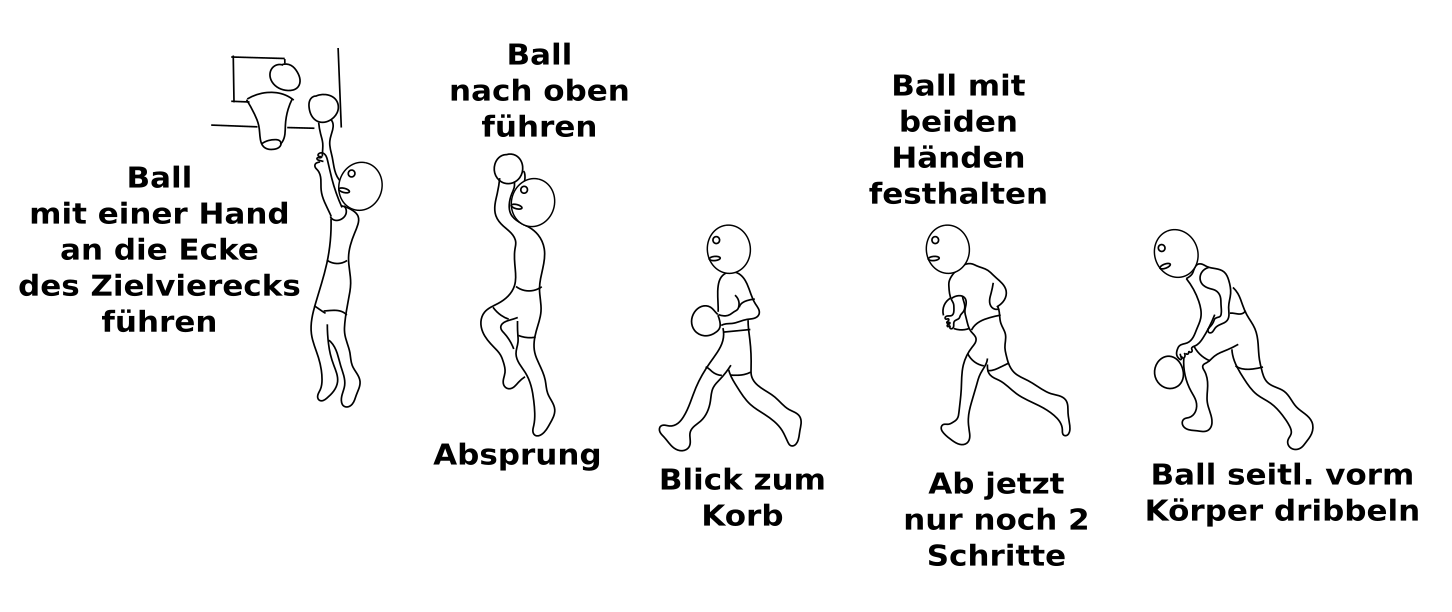 Ball
mit einer Hand
an die Ecke
des Zielvierecks
führen
Ball
nach oben
führen
Absprung
Blick zum
Korb
Ball mit
beiden
Händen
festhalten
Ab jetzt
nur noch 2
Schritte
Ball seitl. vorm
Körper dribbeln